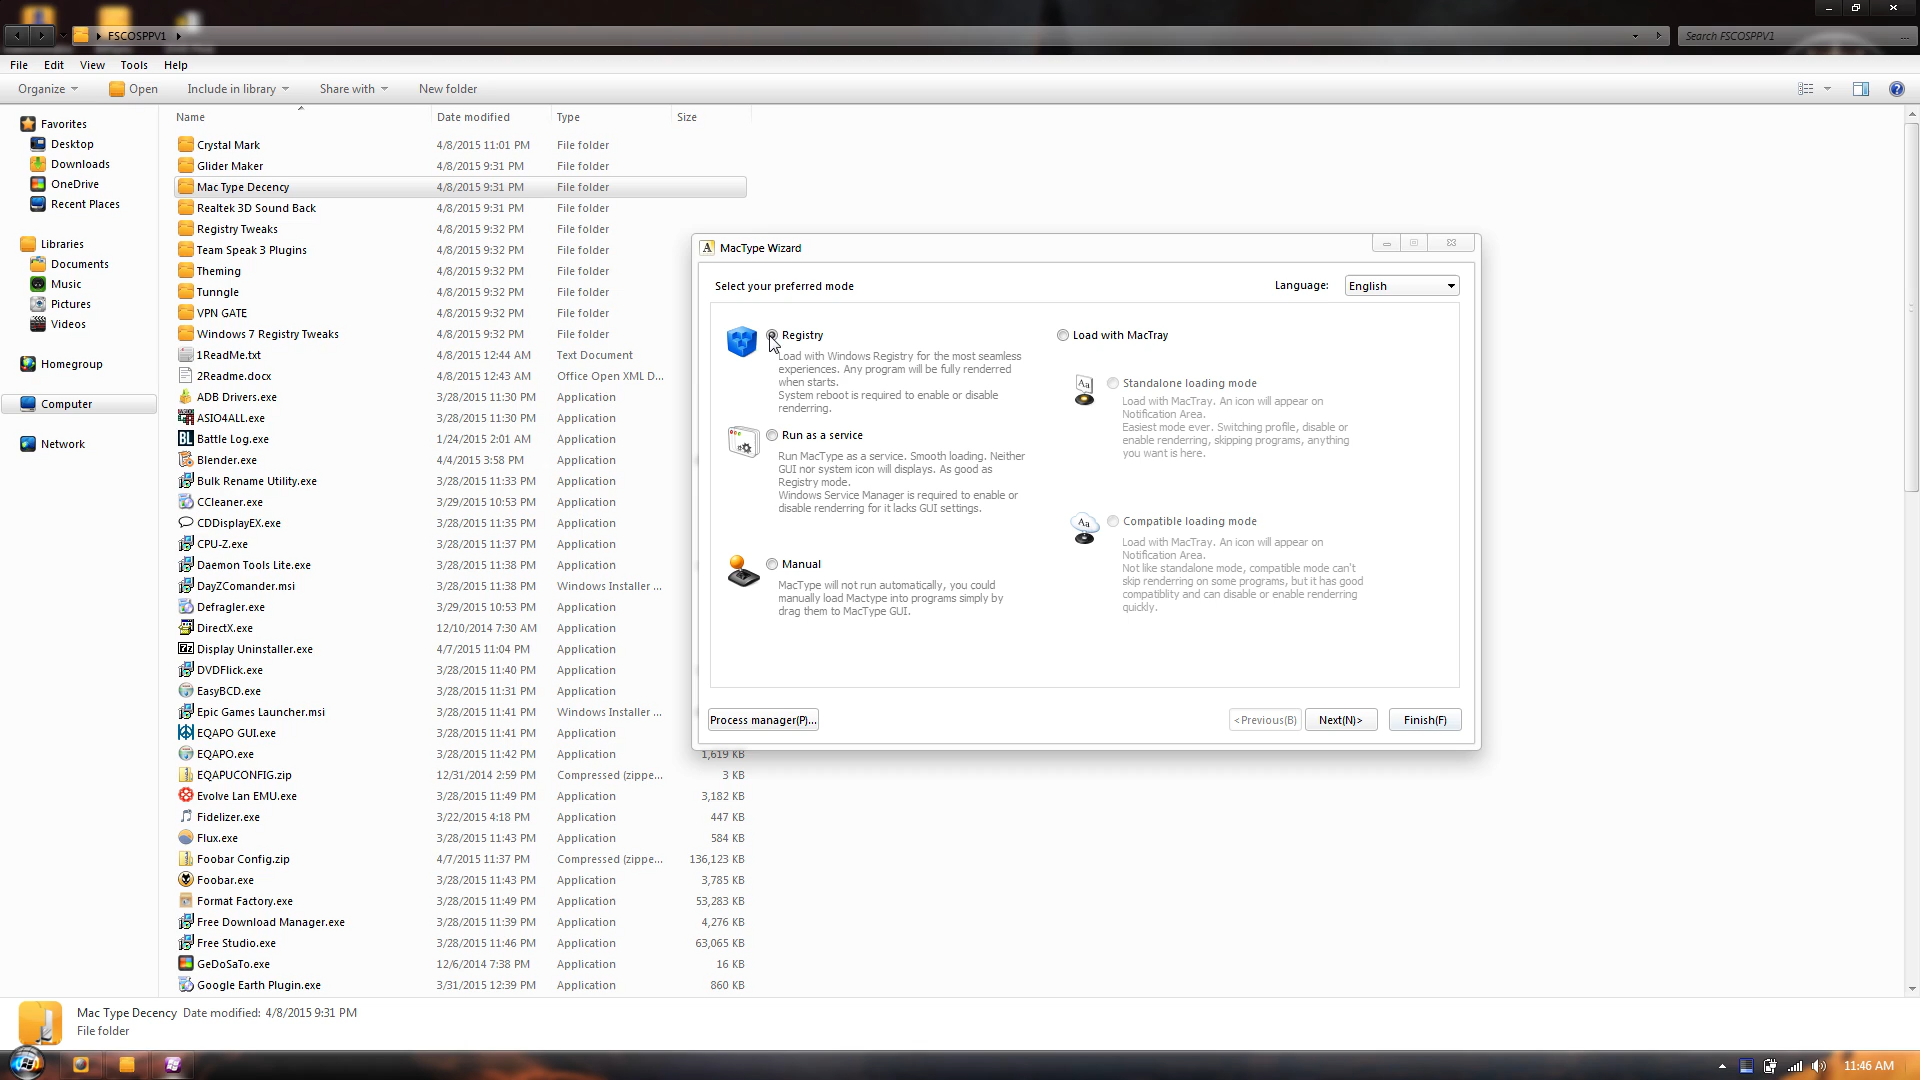 FSCOSPPV1
Search FSCOSPPV1
File Edit View Tools Help
Organize Open Include in library Share with New folder
Name Date modified Type Size
Favorites
Desktop
Downloads
OneDrive
Recent Places
Libraries
Documents
Music
Pictures
Videos
Homegroup
Computer
Network
Crystal Mark 4/8/2015 11:01 PM File folder
Glider Maker 4/8/2015 9:31 PM File folder
Mac Type Decency 4/8/2015 9:31 PM File folder
Realtek 3D Sound Back 4/8/2015 9:31 PM File folder
Registry Tweaks 4/8/2015 9:32 PM File folder
Team Speak 3 Plugins 4/8/2015 9:32 PM File folder
Theming 4/8/2015 9:32 PM File folder
Tunngle 4/8/2015 9:32 PM File folder
VPN GATE 4/8/2015 9:32 PM File folder
Windows 7 Registry Tweaks 4/8/2015 9:32 PM File folder
1ReadMe.txt 4/8/2015 12:44 AM Text Document
2Readme.docx 4/8/2015 12:43 AM Office Open XML D...
ADB Drivers.exe 3/28/2015 11:30 PM Application
ASIO4ALL.exe 3/28/2015 11:30 PM Application
Battle Log.exe 1/24/2015 2:01 AM Application
Blender.exe 4/4/2015 3:58 PM Application
Bulk Rename Utility.exe 3/28/2015 11:33 PM Application
CCleaner.exe 3/29/2015 10:53 PM Application
CDDisplayEX.exe 3/28/2015 11:35 PM Application
CPU-Z.exe 3/28/2015 11:37 PM Application
Daemon Tools Lite.exe 3/28/2015 11:38 PM Application
DayZComander.msi 3/28/2015 11:38 PM Windows Installer ...
Defragler.exe 3/29/2015 10:53 PM Application
DirectX.exe 12/10/2014 7:30 AM Application
Display Uninstaller.exe 4/7/2015 11:04 PM Application
DVDFlick.exe 3/28/2015 11:40 PM Application
EasyBCD.exe 3/28/2015 11:31 PM Application
Epic Games Launcher.msi 3/28/2015 11:41 PM Windows Installer ...
EQAPO GUI.exe 3/28/2015 11:41 PM Application
EQAPO.exe 3/28/2015 11:42 PM Application 1,619 KB
EQAPUCONFIG.zip 12/31/2014 2:59 PM Compressed (zippe... 3 KB
Evolve Lan EMU.exe 3/28/2015 11:49 PM Application 3,182 KB
Fidelizer.exe 3/22/2015 4:18 PM Application 447 KB
Flux.exe 3/28/2015 11:43 PM Application 584 KB
Foobar Config.zip 4/7/2015 11:37 PM Compressed (zippe... 136,123 KB
Foobar.exe 3/28/2015 11:43 PM Application 3,785 KB
Format Factory.exe 3/28/2015 11:49 PM Application 53,283 KB
Free Download Manager.exe 3/28/2015 11:39 PM Application 4,276 KB
Free Studio.exe 3/28/2015 11:46 PM Application 63,065 KB
GeDoSaTo.exe 12/6/2014 7:38 PM Application 16 KB
Google Earth Plugin.exe 3/31/2015 12:39 PM Application 860 KB
A MacType Wizard
Select your preferred mode
Language: English
Registry
Load with Windows Registry for the most seamless
experiences. Any program will be fully renderred
when starts.
System reboot is required to enable or disable
renderring.
Run as a service
Run MacType as a service. Smooth loading. Neither
GUI nor system icon will displays. As good as
Registry mode.
Windows Service Manager is required to enable or
disable renderring for it lacks GUI settings.
Manual
MacType will not run automatically, you could
manually load Mactype into programs simply by
drag them to MacType GUI.
Load with MacTray
Aa
Standalone loading mode
Load with MacTray. An icon will appear on
Notification Area.
Easiest mode ever. Switching profile, disable or
enable renderring, skipping programs, anything
you want is here.
Aa
Compatible loading mode
Load with MacTray. An icon will appear on
Notification Area.
Not like standalone mode, compatible mode can't
skip renderring on some programs, but it has good
compatiblity and can disable or enable renderring
quickly.
Process manager(P)... <Previous(B) Next(N)> Finish(F)
Mac Type Decency Date modified: 4/8/2015 9:31 PM
File folder
11:46 AM